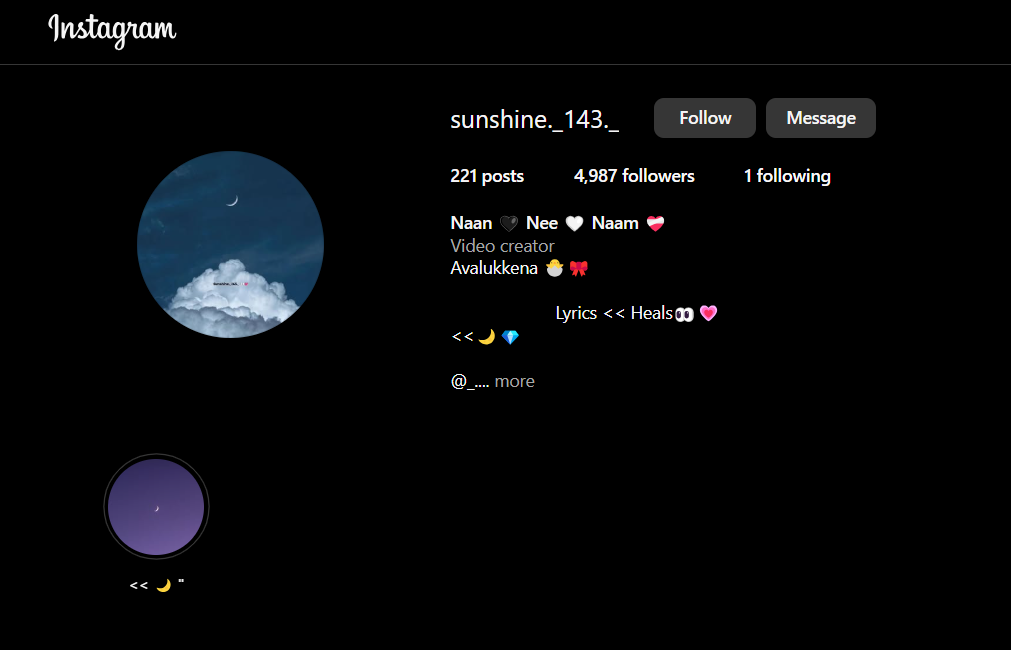 Instagram
sunshine._143._ Follow Message
221 posts 4,987 followers 1 following
Naan 🖤 Nee 🤍 Naam ❤️‍🩹
Video creator
Avalukkena 🐣 🎀
Lyrics << Heals👀 💗
<< 🌙 💎
@_.... more
<< 🌙 "